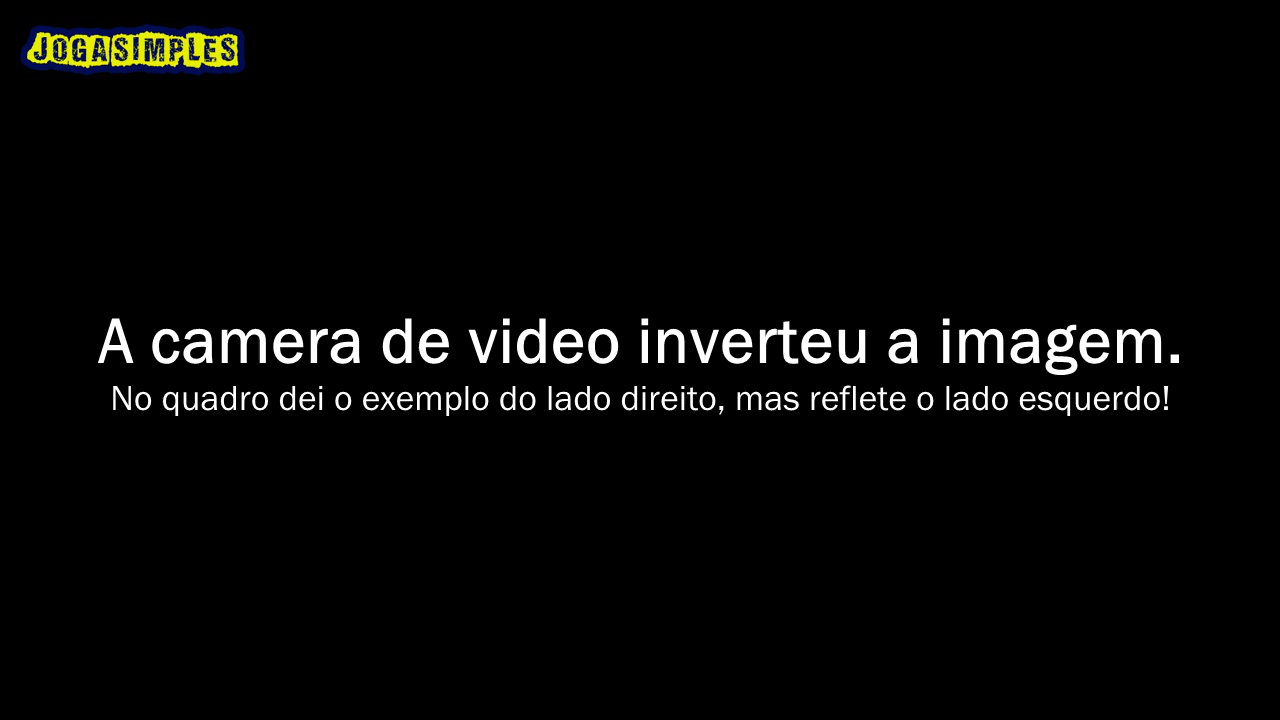 JOGASIMPLES
A camera de video inverteu a imagem.
No quadro dei o exemplo do lado direito, mas reflete o lado esquerdo!